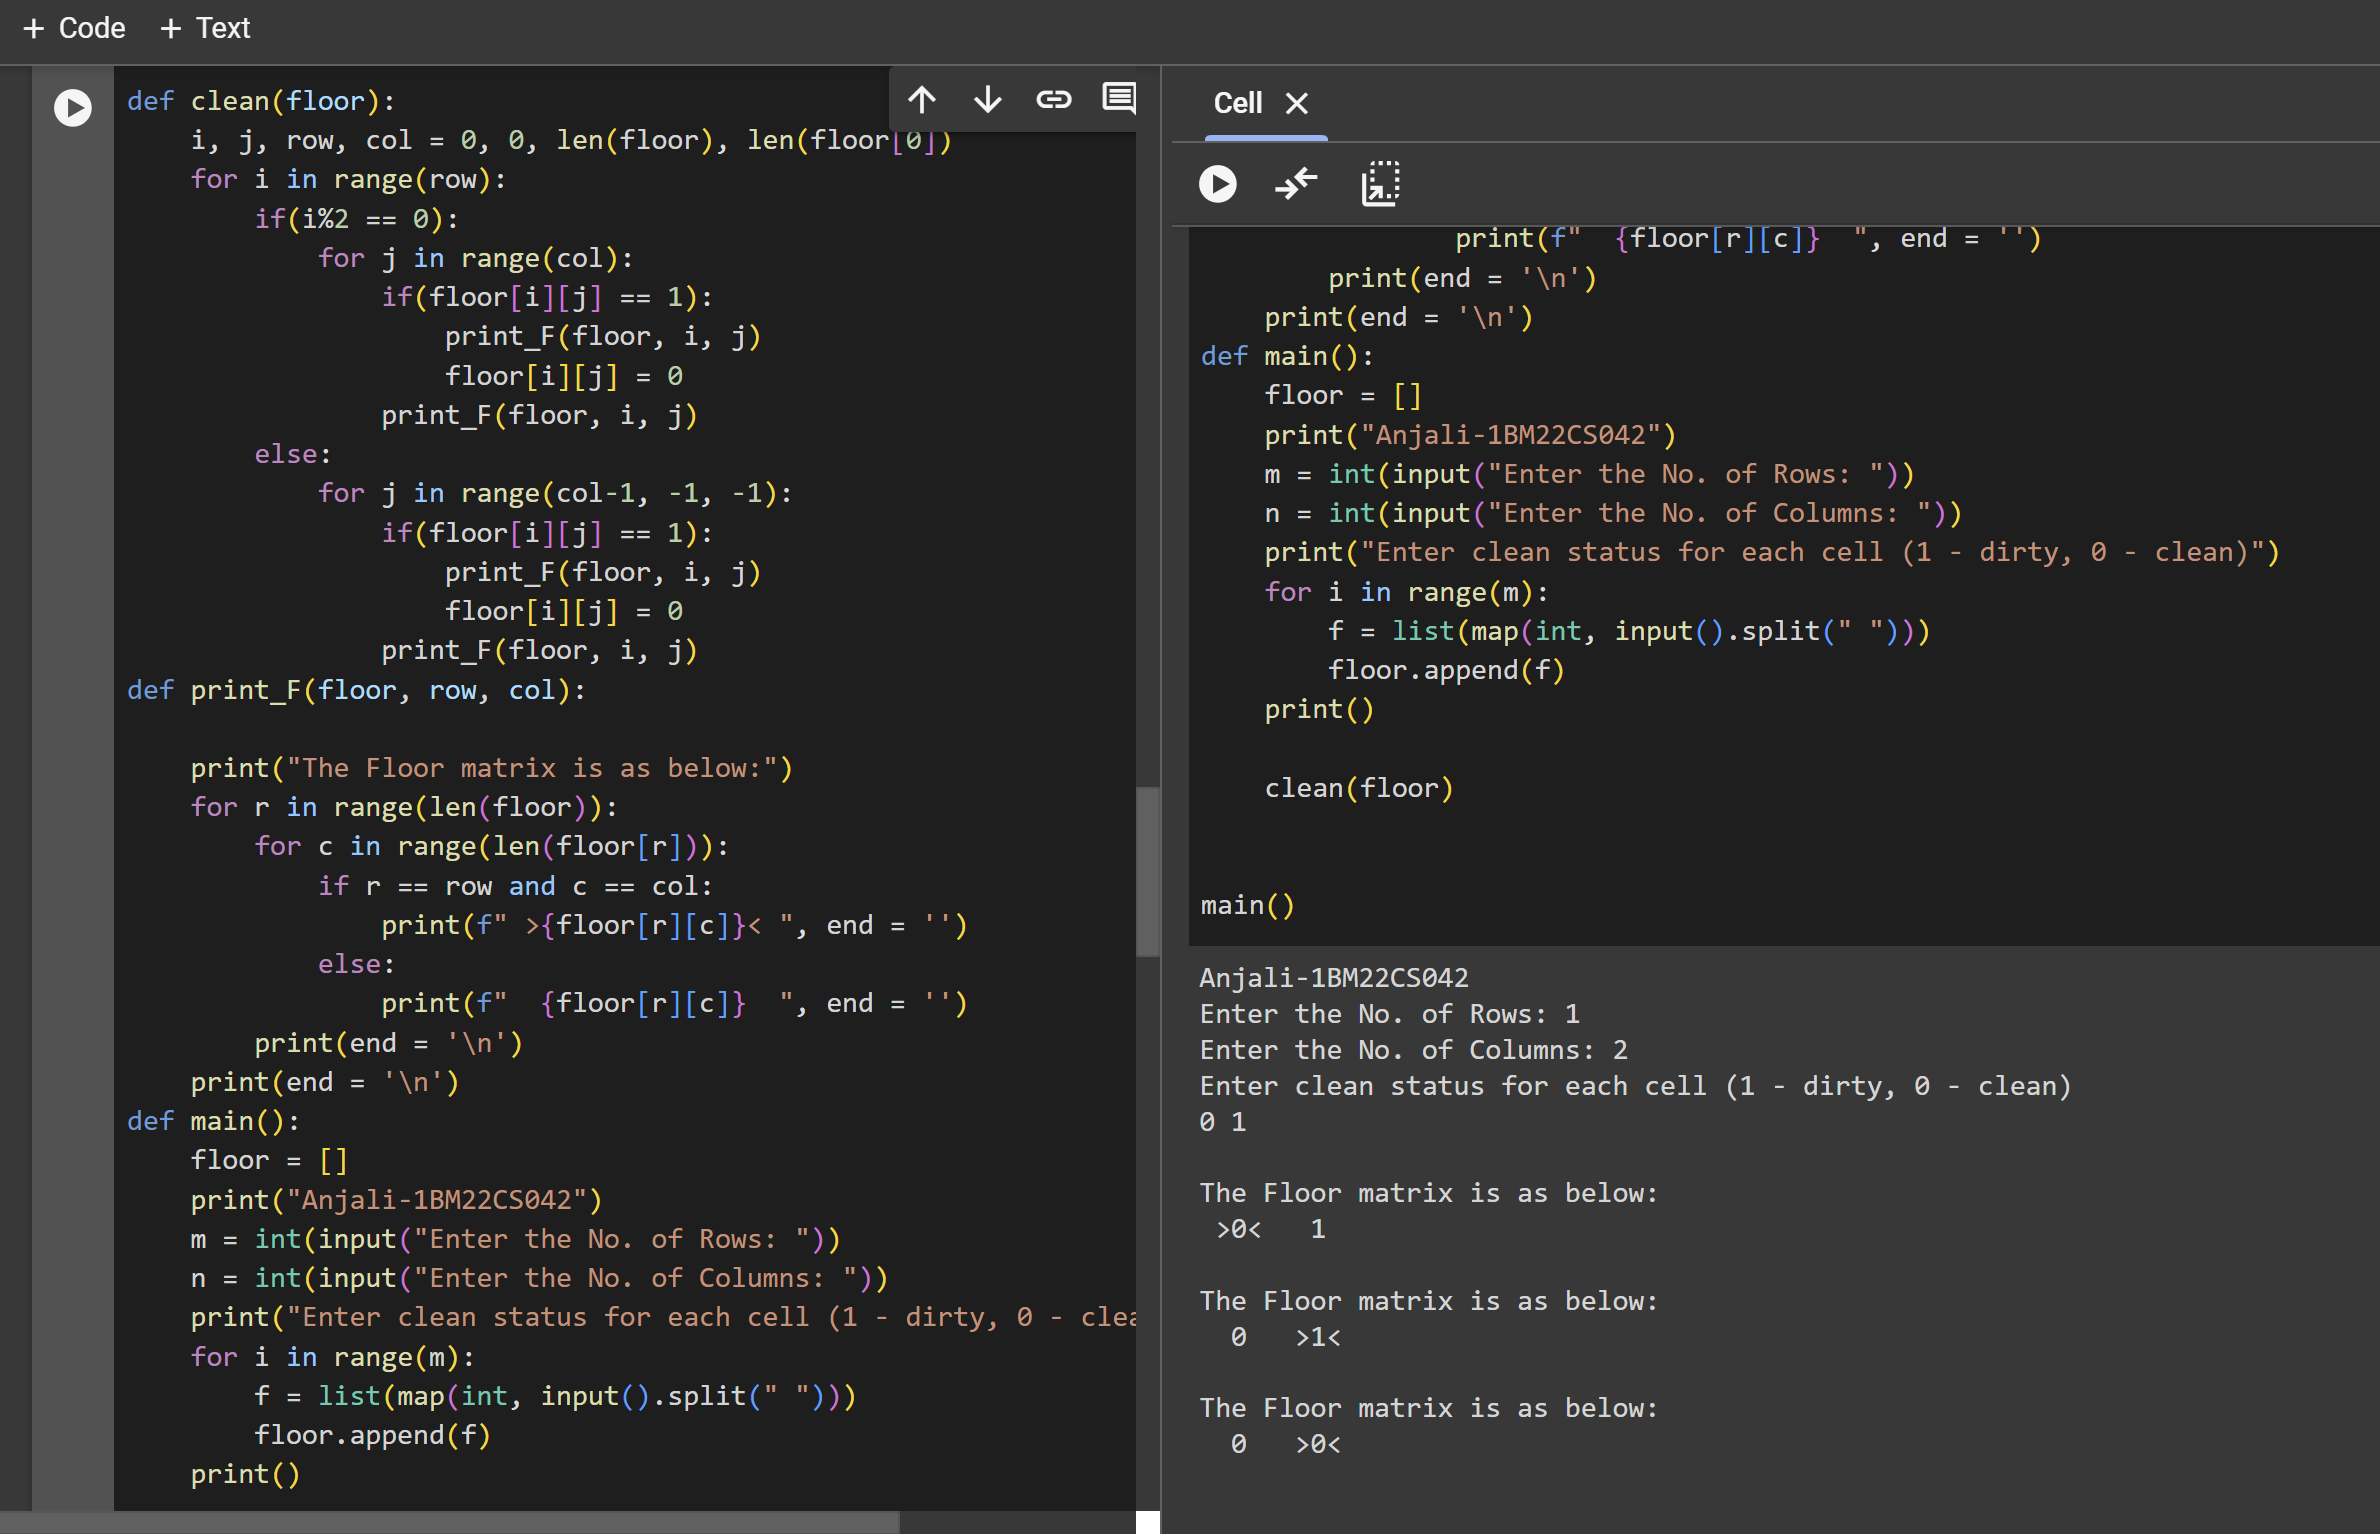 + Code + Text
def clean(floor):
    i, j, row, col = 0, 0, len(floor), len(floor[0])
    for i in range(row):
        if(i%2 == 0):
            for j in range(col):
                if(floor[i][j] == 1):
                    print_F(floor, i, j)
                    floor[i][j] = 0
                print_F(floor, i, j)
        else:
            for j in range(col-1, -1, -1):
                if(floor[i][j] == 1):
                    print_F(floor, i, j)
                    floor[i][j] = 0
                print_F(floor, i, j)
def print_F(floor, row, col):

    print("The Floor matrix is as below:")
    for r in range(len(floor)):
        for c in range(len(floor[r])):
            if r == row and c == col:
                print(f" >{floor[r][c]}< ", end = '')
            else:
                print(f"  {floor[r][c]}  ", end = '')
        print(end = '\n')
    print(end = '\n')
def main():
    floor = []
    print("Anjali-1BM22CS042")
    m = int(input("Enter the No. of Rows: "))
    n = int(input("Enter the No. of Columns: "))
    print("Enter clean status for each cell (1 - dirty, 0 - clea
    for i in range(m):
        f = list(map(int, input().split(" ")))
        floor.append(f)
    print()
Cell
                print(f"  {floor[r][c]}  ", end = '')
        print(end = '\n')
    print(end = '\n')
def main():
    floor = []
    print("Anjali-1BM22CS042")
    m = int(input("Enter the No. of Rows: "))
    n = int(input("Enter the No. of Columns: "))
    print("Enter clean status for each cell (1 - dirty, 0 - clean)")
    for i in range(m):
        f = list(map(int, input().split(" ")))
        floor.append(f)
    print()

    clean(floor)


main()
Anjali-1BM22CS042
Enter the No. of Rows: 1
Enter the No. of Columns: 2
Enter clean status for each cell (1 - dirty, 0 - clean)
0 1

The Floor matrix is as below:
 >0<   1

The Floor matrix is as below:
  0   >1<

The Floor matrix is as below:
  0   >0<